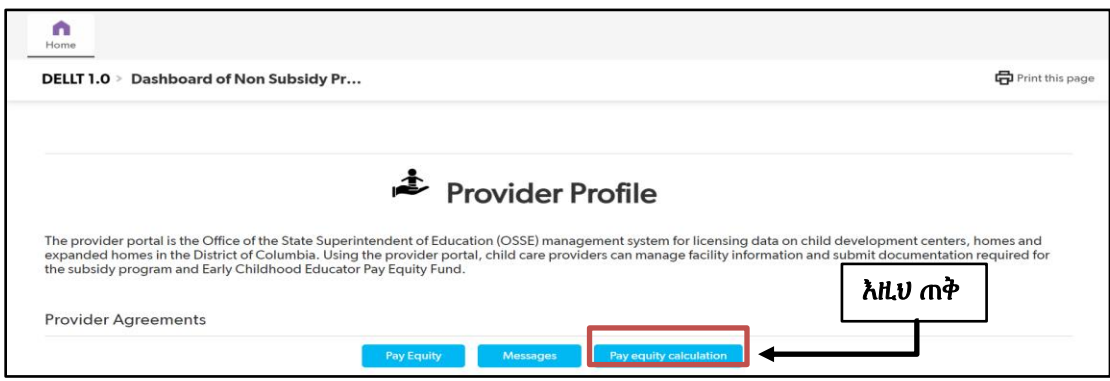 Home
DELLT 1.0 > Dashboard of Non Subsidy Pr...
Print this page
Provider Profile
The provider portal is the Office of the State Superintendent of Education (OSSE) management system for licensing data on child development centers, homes and
expanded homes in the District of Columbia. Using the provider portal, child care providers can manage facility information and submit documentation required for
the subsidy program and Early Childhood Educator Pay Equity Fund.
እዚህ ጠቅ
Provider Agreements
Pay Equity
Messages
Pay equity calculation